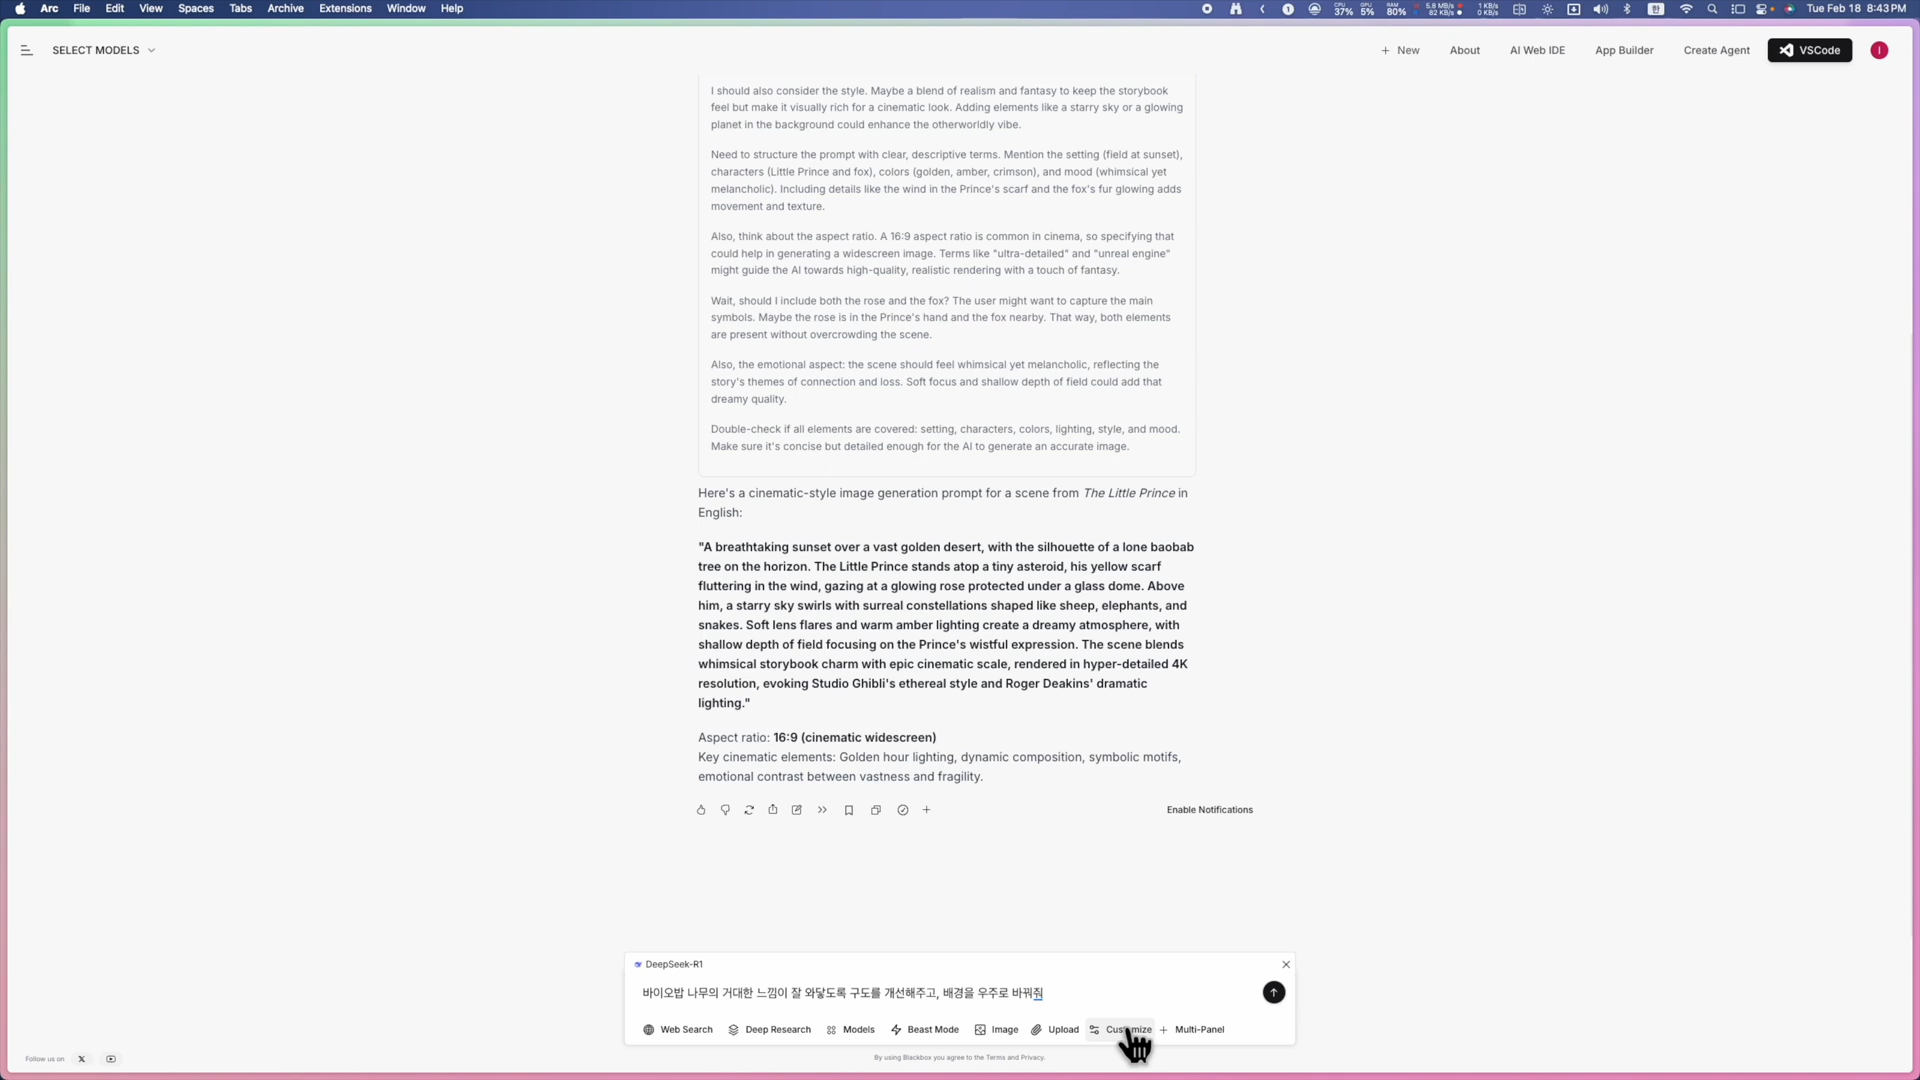 Arc File Edit View Spaces Tabs Archive Extensions Window Help
CPU 37% GPU 5% RAM 80% 5.8 MB/s 82 KB/s 1 KB/s 0 KB/s 한 Tue Feb 18 8:43 PM
SELECT MODELS
+ New About AI Web IDE App Builder Create Agent VSCode I
I should also consider the style. Maybe a blend of realism and fantasy to keep the storybook
feel but make it visually rich for a cinematic look. Adding elements like a starry sky or a glowing
planet in the background could enhance the otherworldly vibe.
Need to structure the prompt with clear, descriptive terms. Mention the setting (field at sunset),
characters (Little Prince and fox), colors (golden, amber, crimson), and mood (whimsical yet
melancholic). Including details like the wind in the Prince's scarf and the fox's fur glowing adds
movement and texture.
Also, think about the aspect ratio. A 16:9 aspect ratio is common in cinema, so specifying that
could help in generating a widescreen image. Terms like "ultra-detailed" and "unreal engine"
might guide the AI towards high-quality, realistic rendering with a touch of fantasy.
Wait, should I include both the rose and the fox? The user might want to capture the main
symbols. Maybe the rose is in the Prince's hand and the fox nearby. That way, both elements
are present without overcrowding the scene.
Also, the emotional aspect: the scene should feel whimsical yet melancholic, reflecting the
story's themes of connection and loss. Soft focus and shallow depth of field could add that
dreamy quality.
Double-check if all elements are covered: setting, characters, colors, lighting, style, and mood.
Make sure it's concise but detailed enough for the AI to generate an accurate image.
Here's a cinematic-style image generation prompt for a scene from The Little Prince in
English:
"A breathtaking sunset over a vast golden desert, with the silhouette of a lone baobab
tree on the horizon. The Little Prince stands atop a tiny asteroid, his yellow scarf
fluttering in the wind, gazing at a glowing rose protected under a glass dome. Above
him, a starry sky swirls with surreal constellations shaped like sheep, elephants, and
snakes. Soft lens flares and warm amber lighting create a dreamy atmosphere, with
shallow depth of field focusing on the Prince's wistful expression. The scene blends
whimsical storybook charm with epic cinematic scale, rendered in hyper-detailed 4K
resolution, evoking Studio Ghibli's ethereal style and Roger Deakins' dramatic
lighting."
Aspect ratio: 16:9 (cinematic widescreen)
Key cinematic elements: Golden hour lighting, dynamic composition, symbolic motifs,
emotional contrast between vastness and fragility.
Enable Notifications
DeepSeek-R1
바이오밥 나무의 거대한 느낌이 잘 와닿도록 구도를 개선해주고, 배경을 우주로 바꿔줘
Web Search Deep Research Models Beast Mode Image Upload Customize + Multi-Panel
Follow us on X
By using Blackbox you agree to the Terms and Privacy.